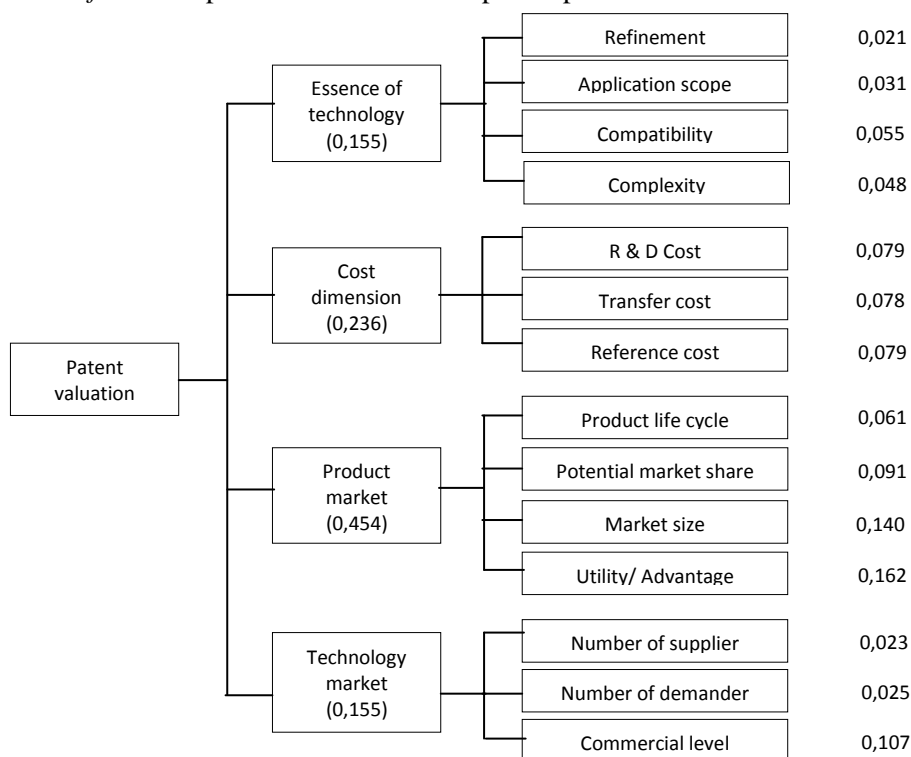 Refinement 0,021
Essence of
technology
(0,155)
Application scope 0,031
Compatibility 0,055
Complexity 0,048
R & D Cost 0,079
Cost
dimension
(0,236)
Transfer cost 0,078
Reference cost 0,079
Patent
valuation
Product life cycle 0,061
Product
market
(0,454)
Potential market share 0,091
Market size 0,140
Utility/ Advantage 0,162
Number of supplier 0,023
Technology
market
(0,155)
Number of demander 0,025
Commercial level 0,107